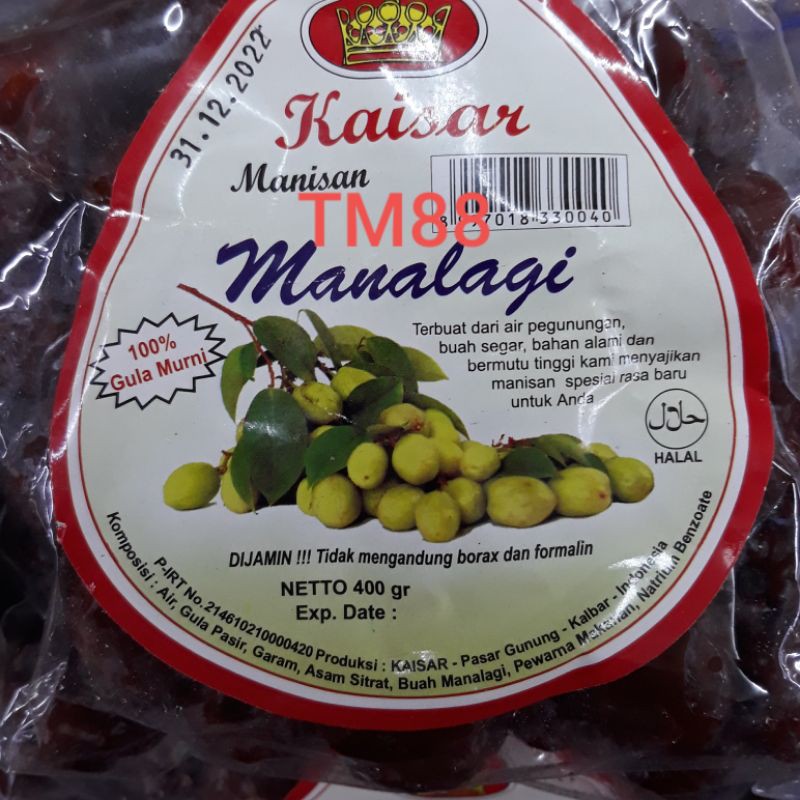 31.12.2022
Kaisar
Manisan
TM88
8 997018 330040
Manalagi
100%
Gula Murni
Terbuat dari air pegunungan,
buah segar, bahan alami dan
bermutu tinggi kami menyajikan
manisan spesial rasa baru
untuk Anda
حلال
HALAL
DIJAMIN !!! Tidak mengandung borax dan formalin
NETTO 400 gr
Exp. Date :
P-IRT No. 214610210000420 Produksi : KAISAR - Pasar Gunung - Kalbar - Indonesia
Komposisi : Air, Gula Pasir, Garam, Asam Sitrat, Buah Manalagi, Pewarna Makanan, Natrium Benzoate